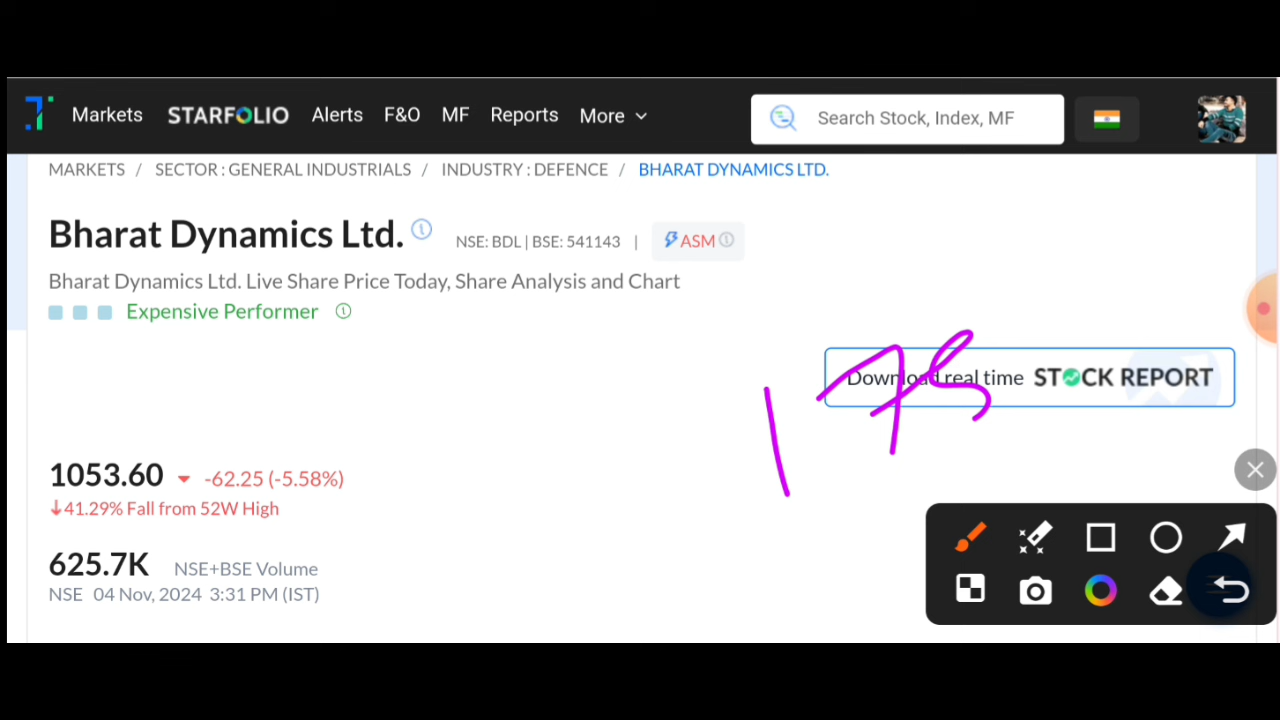 Markets STARFOLIO Alerts F&O MF Reports More Search Stock, Index, MF
MARKETS / SECTOR : GENERAL INDUSTRIALS / INDUSTRY : DEFENCE / BHARAT DYNAMICS LTD.
Bharat Dynamics Ltd. NSE: BDL | BSE: 541143 | ASM
Bharat Dynamics Ltd. Live Share Price Today, Share Analysis and Chart
Expensive Performer
Download real time STOCK REPORT
175
1053.60 -62.25 (-5.58%)
↓41.29% Fall from 52W High
625.7K NSE+BSE Volume
NSE 04 Nov, 2024 3:31 PM (IST)